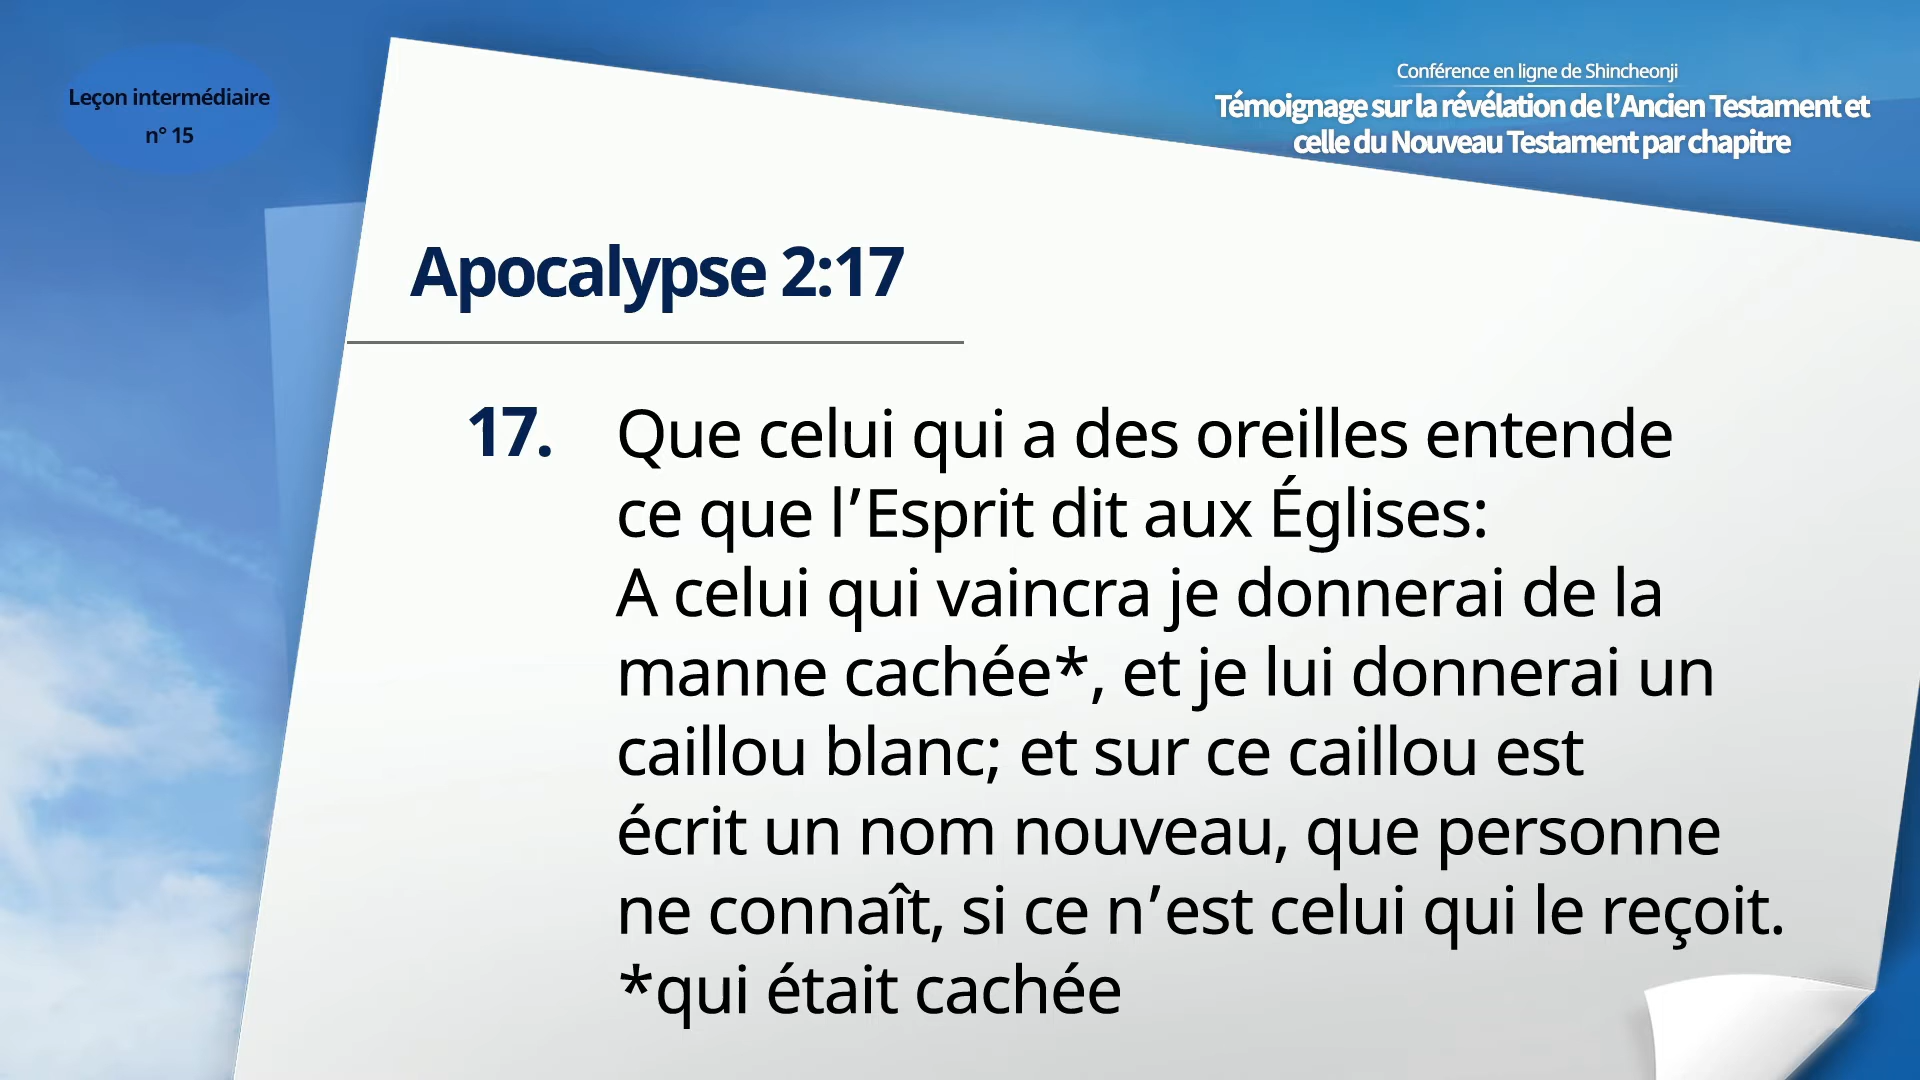 Leçon intermédiaire
n° 15
Conférence en ligne de Shincheonji
Témoignage sur la révélation de l’Ancien Testament et
celle du Nouveau Testament par chapitre
Apocalypse 2:17
17. Que celui qui a des oreilles entende
ce que l’Esprit dit aux Églises:
A celui qui vaincra je donnerai de la
manne cachée*, et je lui donnerai un
caillou blanc; et sur ce caillou est
écrit un nom nouveau, que personne
ne connaît, si ce n’est celui qui le reçoit.
*qui était cachée